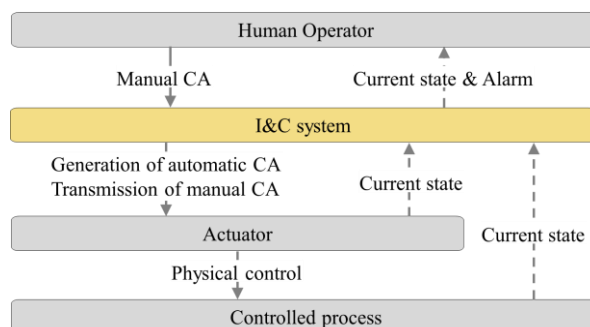 Human Operator
Manual CA
Current state & Alarm
I&C system
Generation of automatic CA
Transmission of manual CA
Current state
Actuator
Current state
Physical control
Controlled process